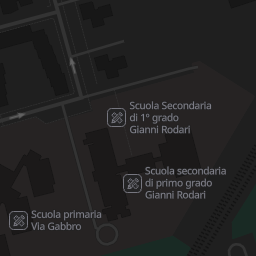 Scuola Secondaria
di 1° grado
Gianni Rodari
Scuola secondaria
di primo grado
Gianni Rodari
Scuola primaria
Via Gabbro